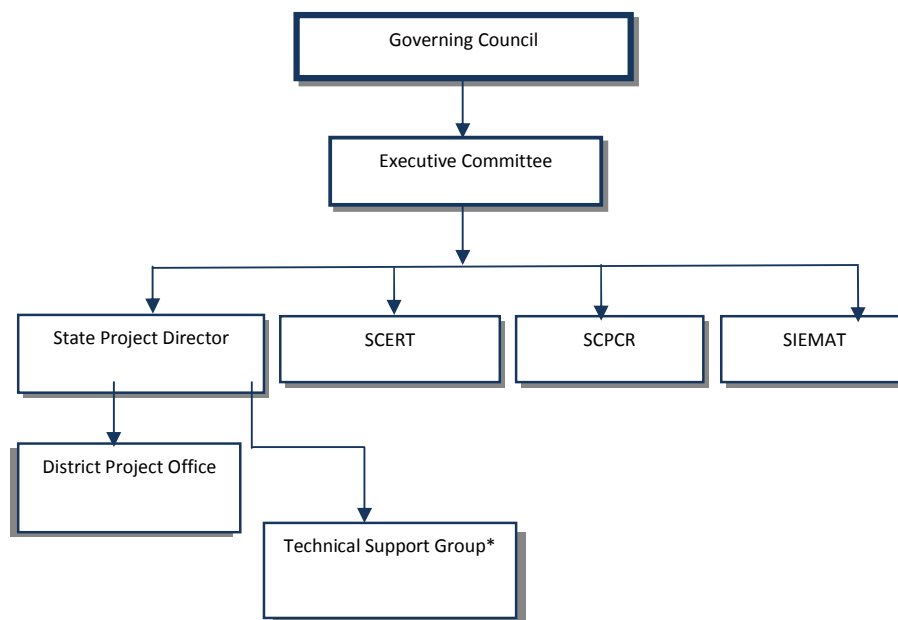 Governing Council
Executive Committee
State Project Director
SCERT
SCPCR
SIEMAT
District Project Office
Technical Support Group*